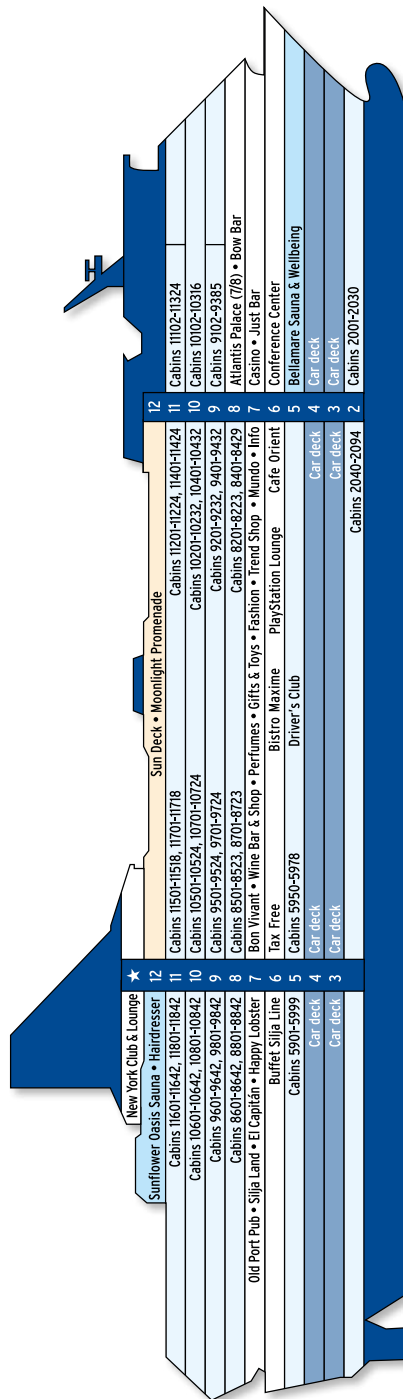 New York Club & Lounge ★
Sunflower Oasis Sauna • Hairdresser 12 Sun Deck • Moonlight Promenade 12
Cabins 11601-11642, 11801-11842 11 Cabins 11501-11518, 11701-11718 Cabins 11201-11224, 11401-11424 11 Cabins 11102-11324
Cabins 10601-10642, 10801-10842 10 Cabins 10501-10524, 10701-10724 Cabins 10201-10232, 10401-10432 10 Cabins 10102-10316
Cabins 9601-9642, 9801-9842 9 Cabins 9501-9524, 9701-9724 Cabins 9201-9232, 9401-9432 9 Cabins 9102-9385
Cabins 8601-8642, 8801-8842 8 Cabins 8501-8523, 8701-8723 Cabins 8201-8223, 8401-8429 8 Atlantis Palace (7/8) • Bow Bar
Old Port Pub • Silja Land • El Capitán • Happy Lobster 7 Bon Vivant • Wine Bar & Shop • Perfumes • Gifts & Toys • Fashion • Trend Shop • Mundo • Info 7 Casino • Just Bar
Buffet Silja Line 6 Tax Free Bistro Maxime PlayStation Lounge Cafe Orient 6 Conference Center
Cabins 5901-5999 5 Cabins 5950-5978 Driver's Club 5 Bellamare Sauna & Wellbeing
Car deck 4 Car deck Car deck 4 Car deck
Car deck 3 Car deck Car deck 3 Car deck
Cabins 2040-2094 2 Cabins 2001-2030